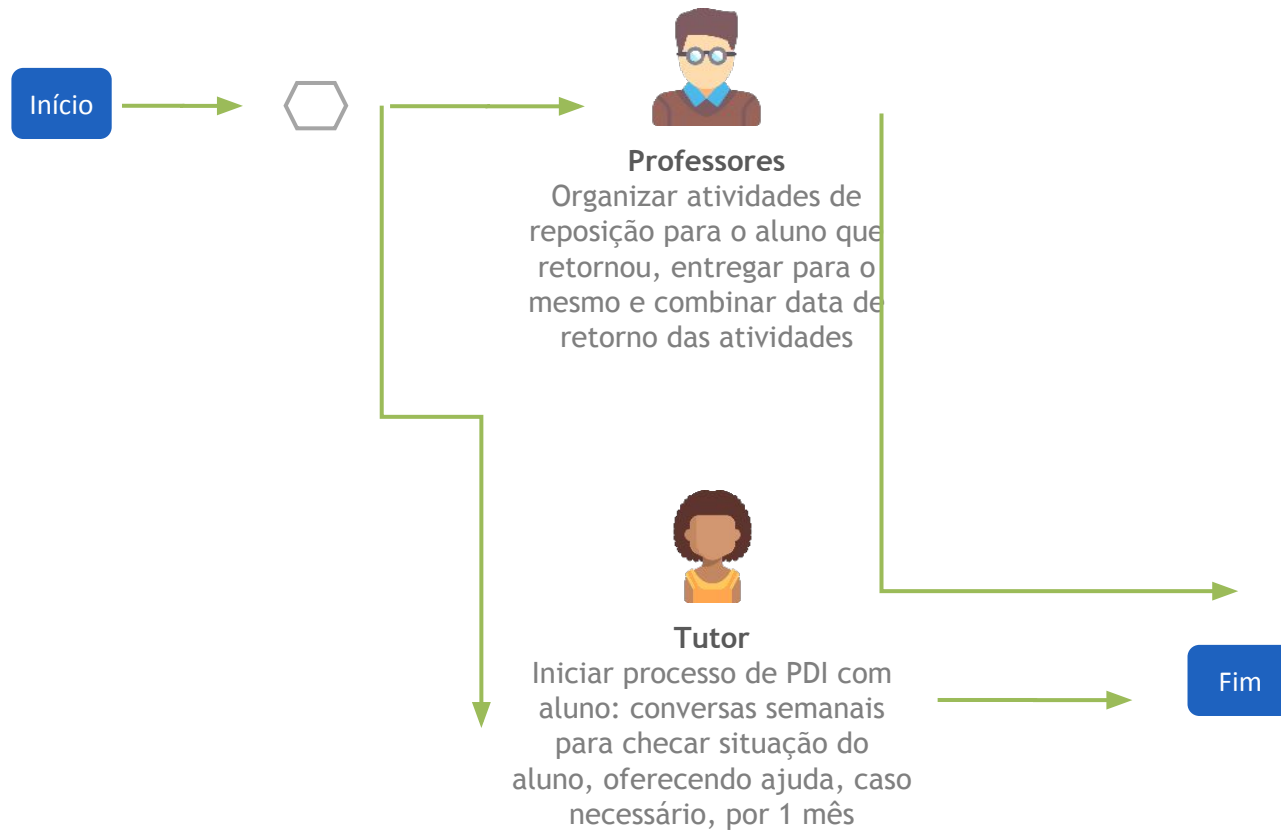 Início
Professores
Organizar atividades de
reposição para o aluno que
retornou, entregar para o
mesmo e combinar data de
retorno das atividades
Tutor
Iniciar processo de PDI com
aluno: conversas semanais
para checar situação do
aluno, oferecendo ajuda, caso
necessário, por 1 mês
Fim